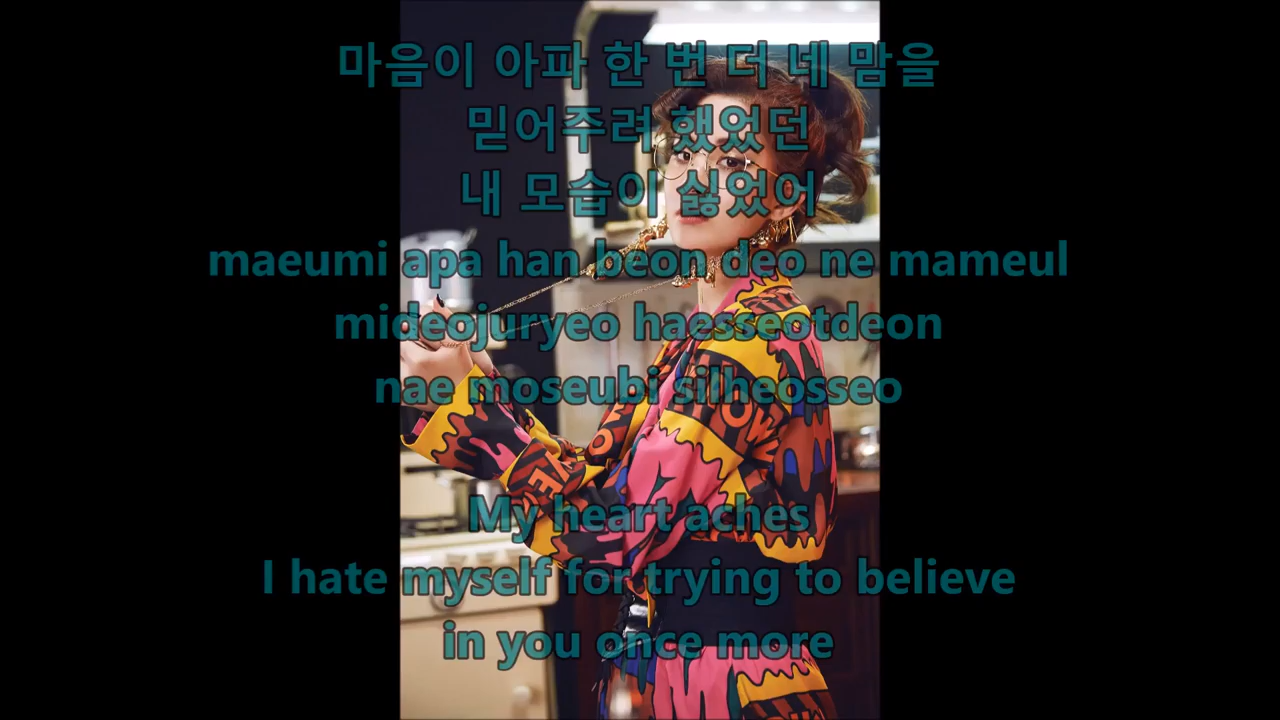 마음이 아파 한 번 더 네 맘을
믿어주려 했었던
내 모습이 싫었어
maeumi apa han beon deo ne mameul
mideojuryeo haesseotdeon
nae moseubi silheosseo
My heart aches
I hate myself for trying to believe
in you once more